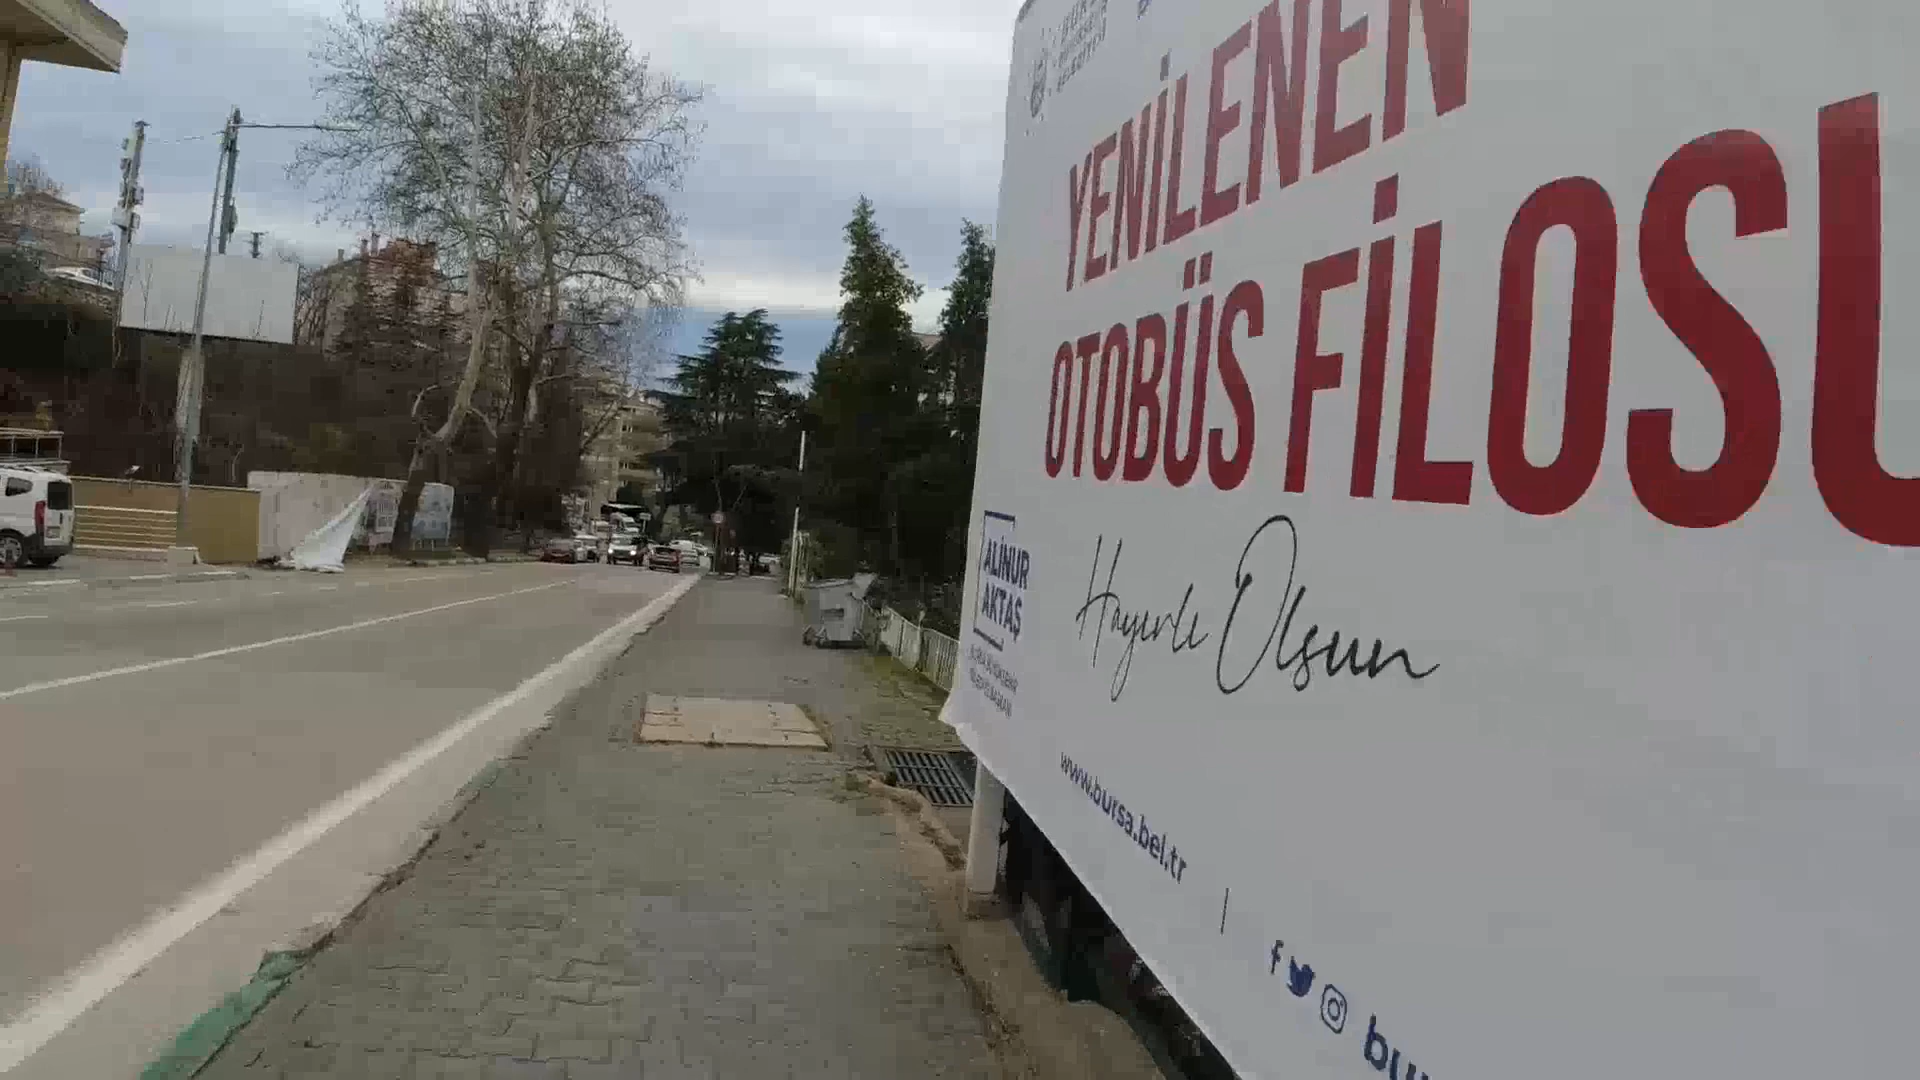 YENİLENEN
OTOBÜS FİLOSU
ALİNUR
AKTAŞ
Hayırlı Olsun
www.bursa.bel.tr